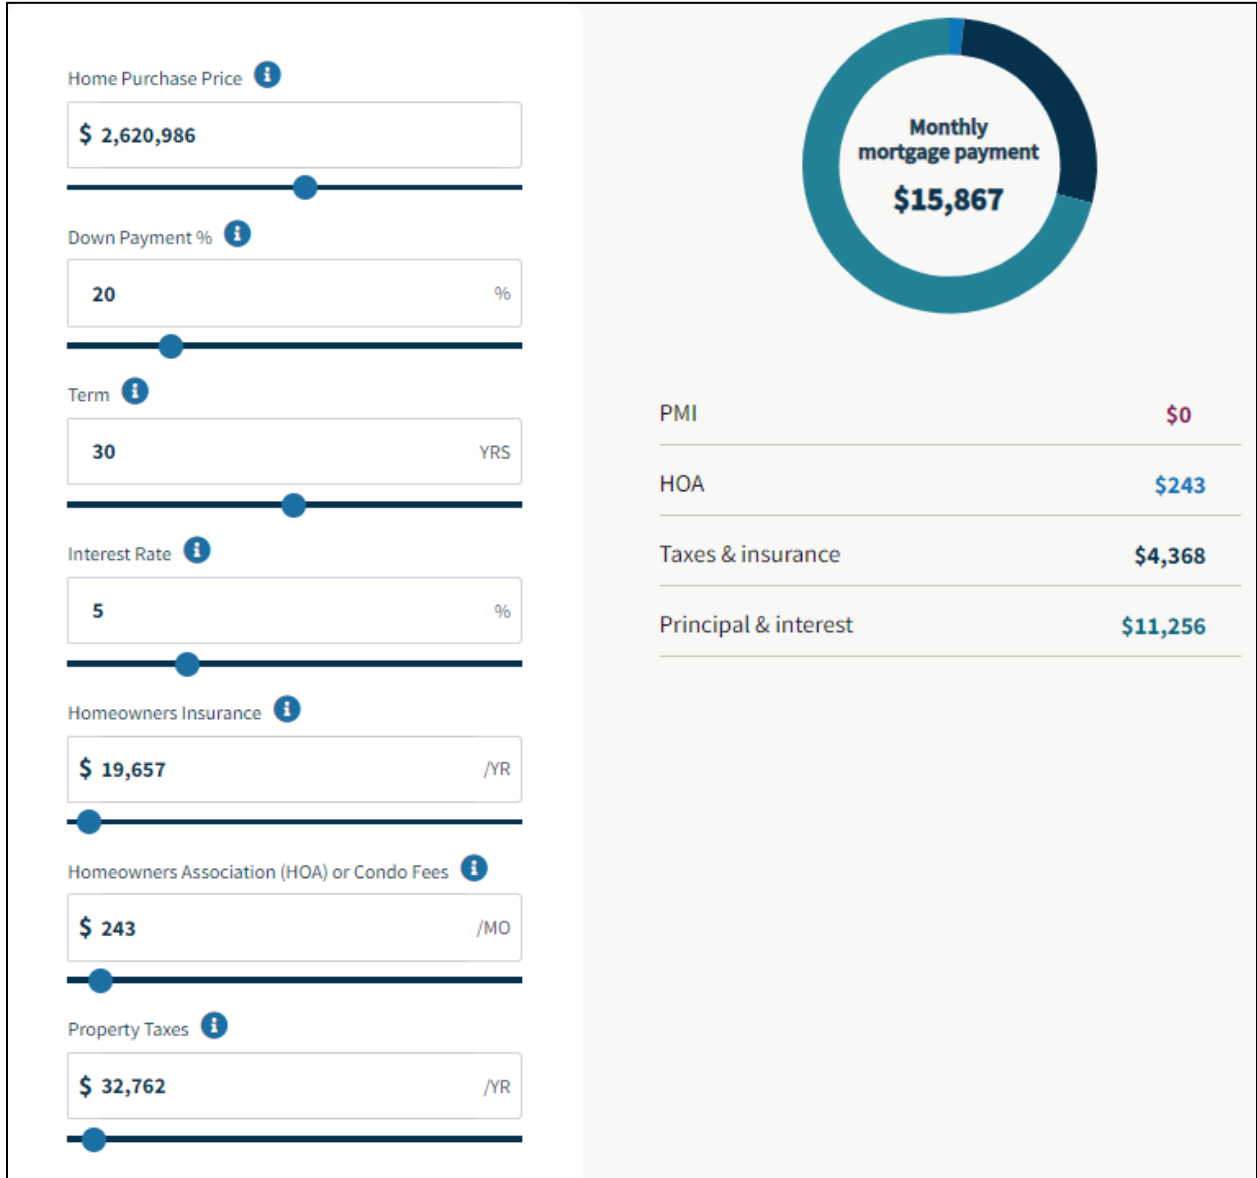 Home Purchase Price
$ 2,620,986
Down Payment %
20 %
Term
30 YRS
Interest Rate
5 %
Homeowners Insurance
$ 19,657 /YR
Homeowners Association (HOA) or Condo Fees
$ 243 /MO
Property Taxes
$ 32,762 /YR
Monthly
mortgage payment
$15,867
PMI $0
HOA $243
Taxes & insurance $4,368
Principal & interest $11,256